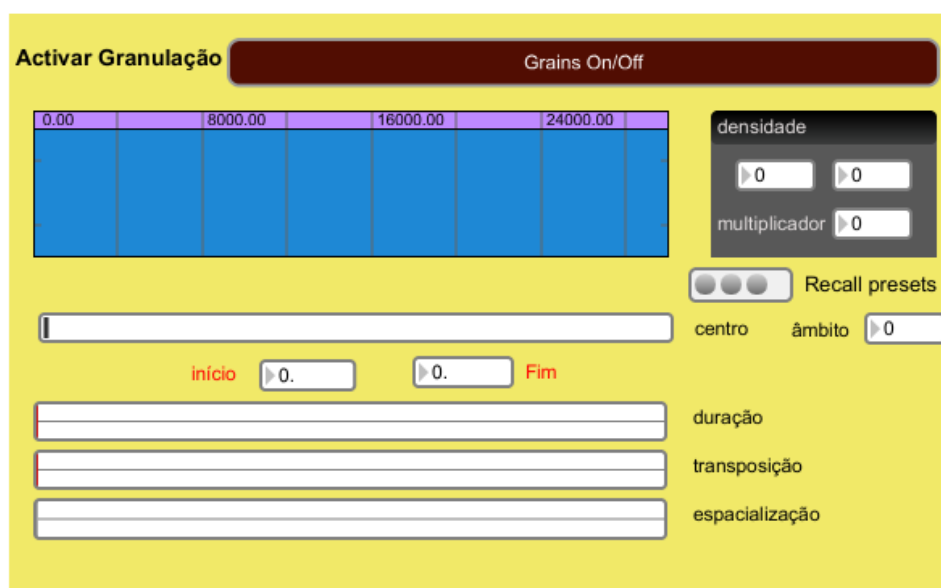 Activar Granulação
Grains On/Off
0.00 8000.00 16000.00 24000.00
densidade
0 0
multiplicador 0
Recall presets
centro âmbito 0
início 0. 0. Fim
duração
transposição
espacialização